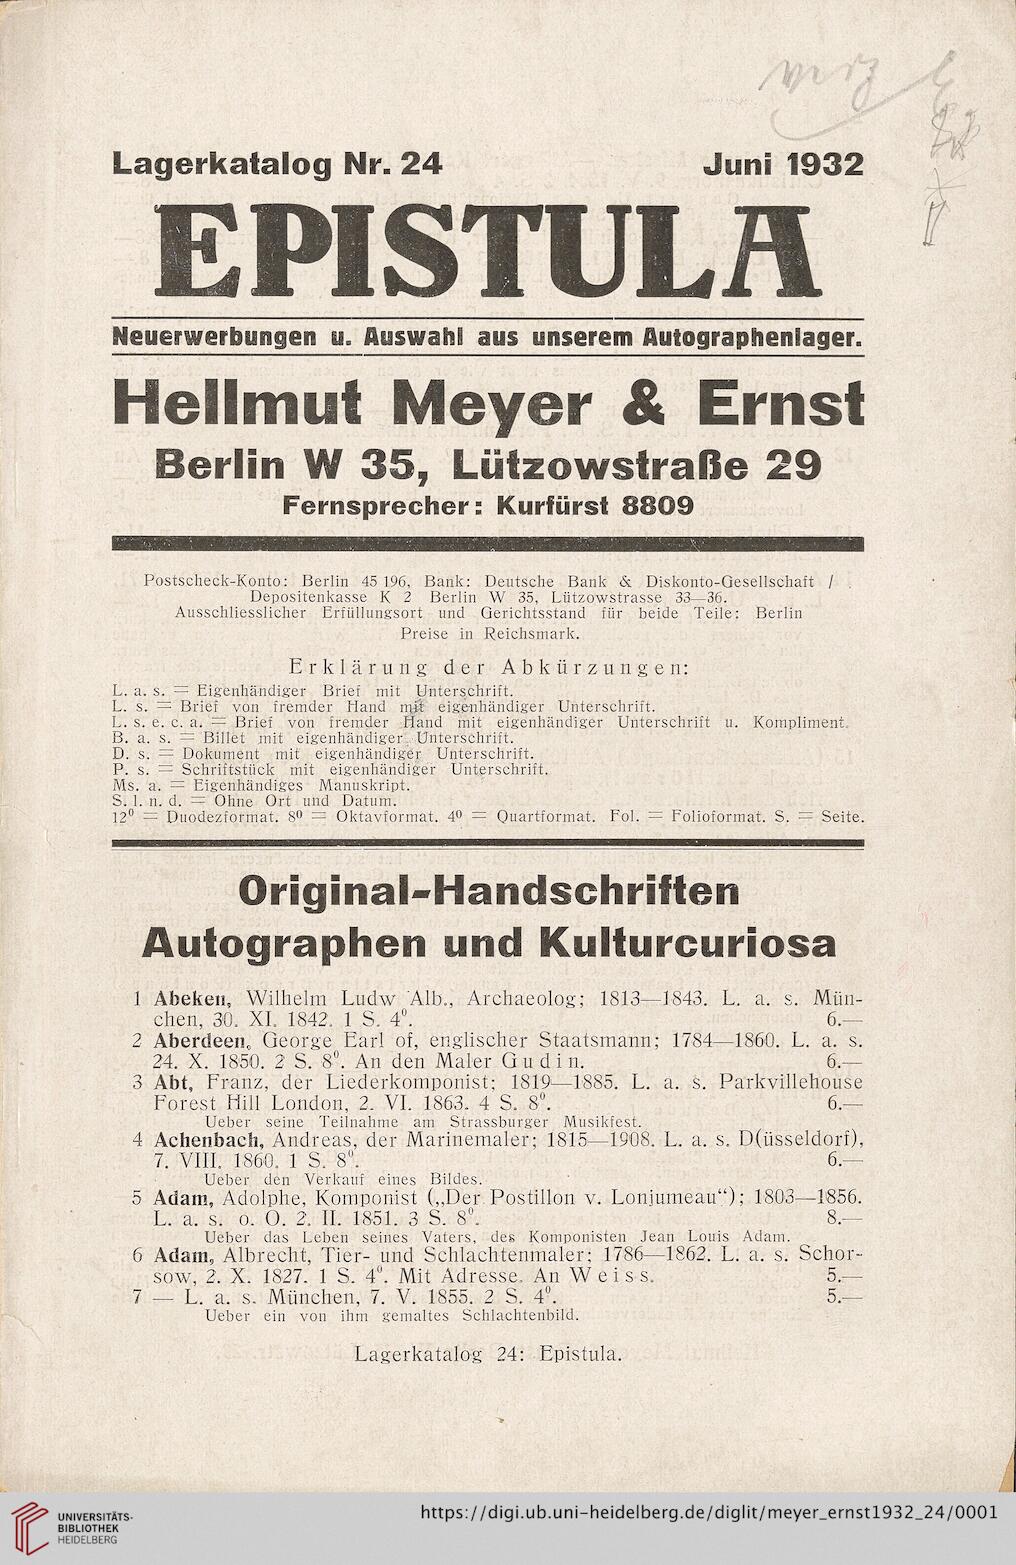 Lagerkatalog Nr. 24 Juni 1932
EPISTULA
Neuerwerbungen u. Auswahl aus unserem Autographenlager.
Hellmut Meyer & Ernst
Berlin W 35, Lützowstraße 29
Fernsprecher: Kurfürst 8809
Postscheck-Konto: Berlin 45 196, Bank: Deutsche Bank & Diskonto-Gesellschaft /
Depositenkasse K 2 Berlin W 35, Lützowstrasse 33—36.
Ausschliesslicher Erfüllungsort und Gerichtsstand für beide Teile: Berlin
Preise in Reichsmark.
Erklärung der Abkürzungen:
L. a. s. = Eigenhändiger Brief mit Unterschrift.
L. s. = Brief von fremder Hand mit eigenhändiger Unterschrift.
L. s. e. c. a. = Brief von fremder Hand mit eigenhändiger Unterschrift u. Kompliment.
B. a. s. = Billet mit eigenhändiger Unterschrift.
D. s. = Dokument mit eigenhändiger Unterschrift.
P. s. = Schriftstück mit eigenhändiger Unterschrift.
Ms. a. = Eigenhändiges Manuskript.
S. l. n. d. = Ohne Ort und Datum.
12⁰ = Duodezformat. 8⁰ = Oktavformat. 4⁰ = Quartformat. Fol. = Folioformat. S. = Seite.
Original-Handschriften
Autographen und Kulturcuriosa
1 Abeken, Wilhelm Ludw Alb., Archaeolog; 1813—1843. L. a. s. Mün-
chen, 30. XI. 1842. 1 S. 4⁰. 6.—
2 Aberdeen, George Earl of, englischer Staatsmann; 1784—1860. L. a. s.
24. X. 1850. 2 S. 8⁰. An den Maler Gudin. 6.—
3 Abt, Franz, der Liederkomponist; 1819—1885. L. a. s. Parkvillehouse
Forest Hill London, 2. VI. 1863. 4 S. 8⁰. 6.—
Ueber seine Teilnahme am Strassburger Musikfest.
4 Achenbach, Andreas, der Marinemaler; 1815—1908. L. a. s. D(üsseldorf),
7. VIII. 1860. 1 S. 8⁰. 6.—
Ueber den Verkauf eines Bildes.
5 Adam, Adolphe, Komponist („Der Postillon v. Lonjumeau“); 1803—1856.
L. a. s. o. O. 2. II. 1851. 3 S. 8⁰. 8.—
Ueber das Leben seines Vaters, des Komponisten Jean Louis Adam.
6 Adam, Albrecht, Tier- und Schlachtenmaler; 1786—1862. L. a. s. Schor-
sow, 2. X. 1827. 1 S. 4⁰. Mit Adresse. An Weiss. 5.—
7 — L. a. s. München, 7. V. 1855. 2 S. 4⁰. 5.—
Ueber ein von ihm gemaltes Schlachtenbild.
Lagerkatalog 24: Epistula.
UNIVERSITÄTS-
BIBLIOTHEK
HEIDELBERG
https://digi.ub.uni-heidelberg.de/diglit/meyer_ernst1932_24/0001